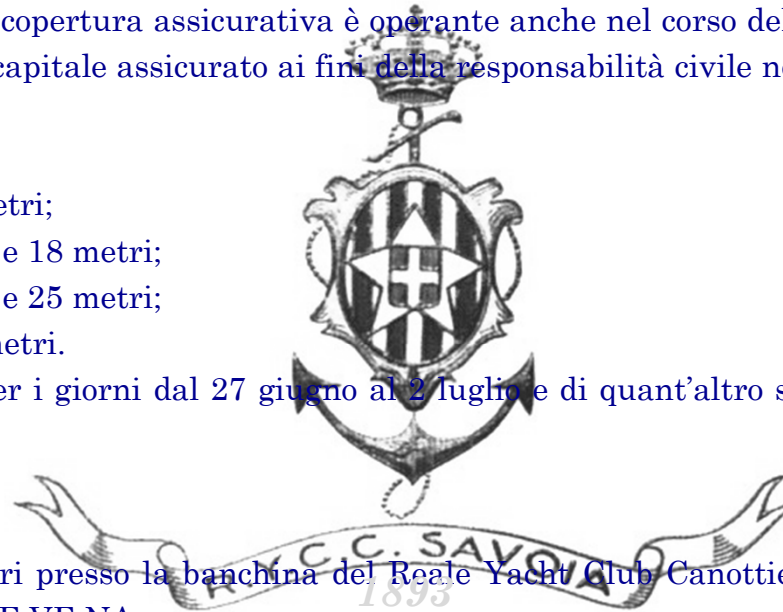 copertura assicurativa è operante anche nel corso del
capitale assicurato ai fini della responsabilità civile n
etri;
e 18 metri;
e 25 metri;
etri.
er i giorni dal 27 giugno al 2 luglio e di quant'altro s
R.Y.C.C. SAVOIA
ri presso la banchina del Reale Yacht Club Canottie
1893